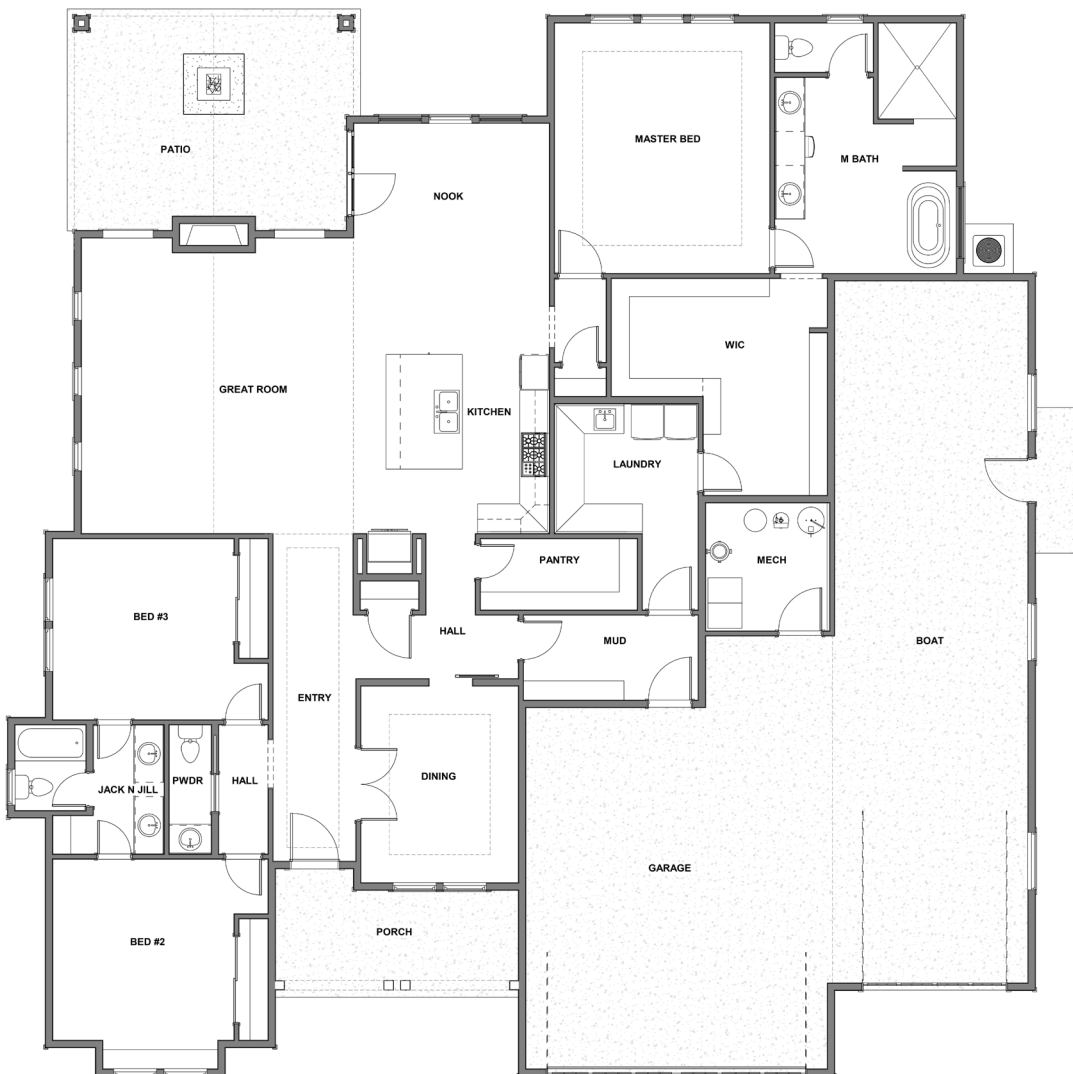 MASTER BED
PATIO
M BATH
NOOK
WIC
GREAT ROOM
KITCHEN
LAUNDRY
PANTRY
MECH
BED #3
HALL
MUD
BOAT
ENTRY
DINING
PWDR
HALL
JACK N JILL
GARAGE
PORCH
BED #2